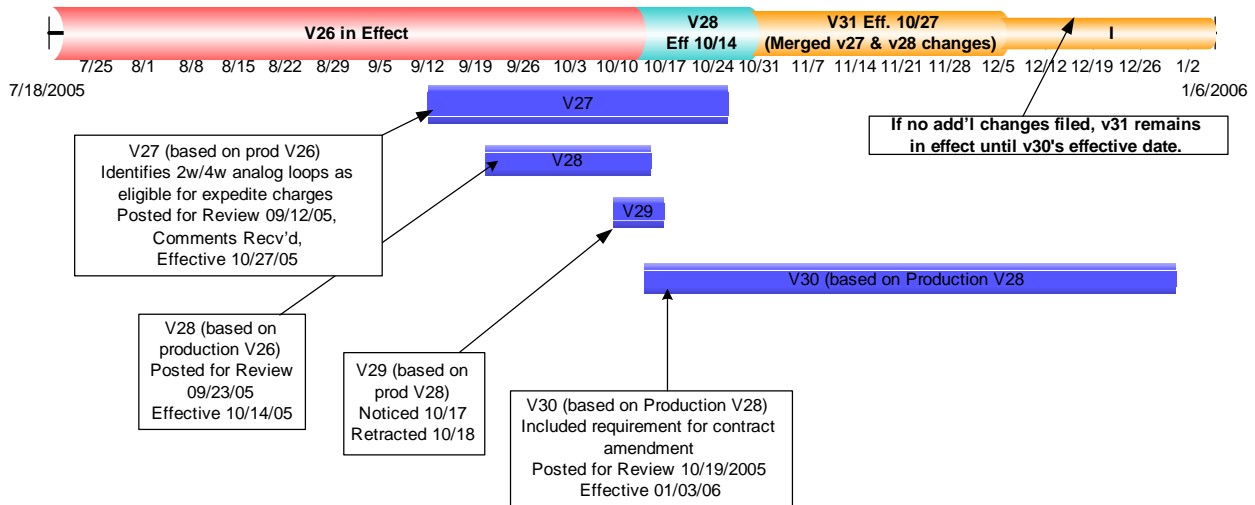 V26 in Effect
V28
Eff 10/14
V31 Eff. 10/27
(Merged v27 & v28 changes)
I
7/25 8/1 8/8 8/15 8/22 8/29 9/5 9/12 9/19 9/26 10/3 10/10 10/17 10/24 10/31 11/7 11/14 11/21 11/28 12/5 12/12 12/19 12/26 1/2
7/18/2005
1/6/2006
V27
If no add'l changes filed, v31 remains
in effect until v30's effective date.
V27 (based on prod V26)
Identifies 2w/4w analog loops as
eligible for expedite charges
Posted for Review 09/12/05,
Comments Recv'd,
Effective 10/27/05
V28
V29
V30 (based on Production V28
V28 (based on
production V26)
Posted for Review
09/23/05
Effective 10/14/05
V29 (based on
prod V28)
Noticed 10/17
Retracted 10/18
V30 (based on Production V28)
Included requirement for contract
amendment
Posted for Review 10/19/2005
Effective 01/03/06